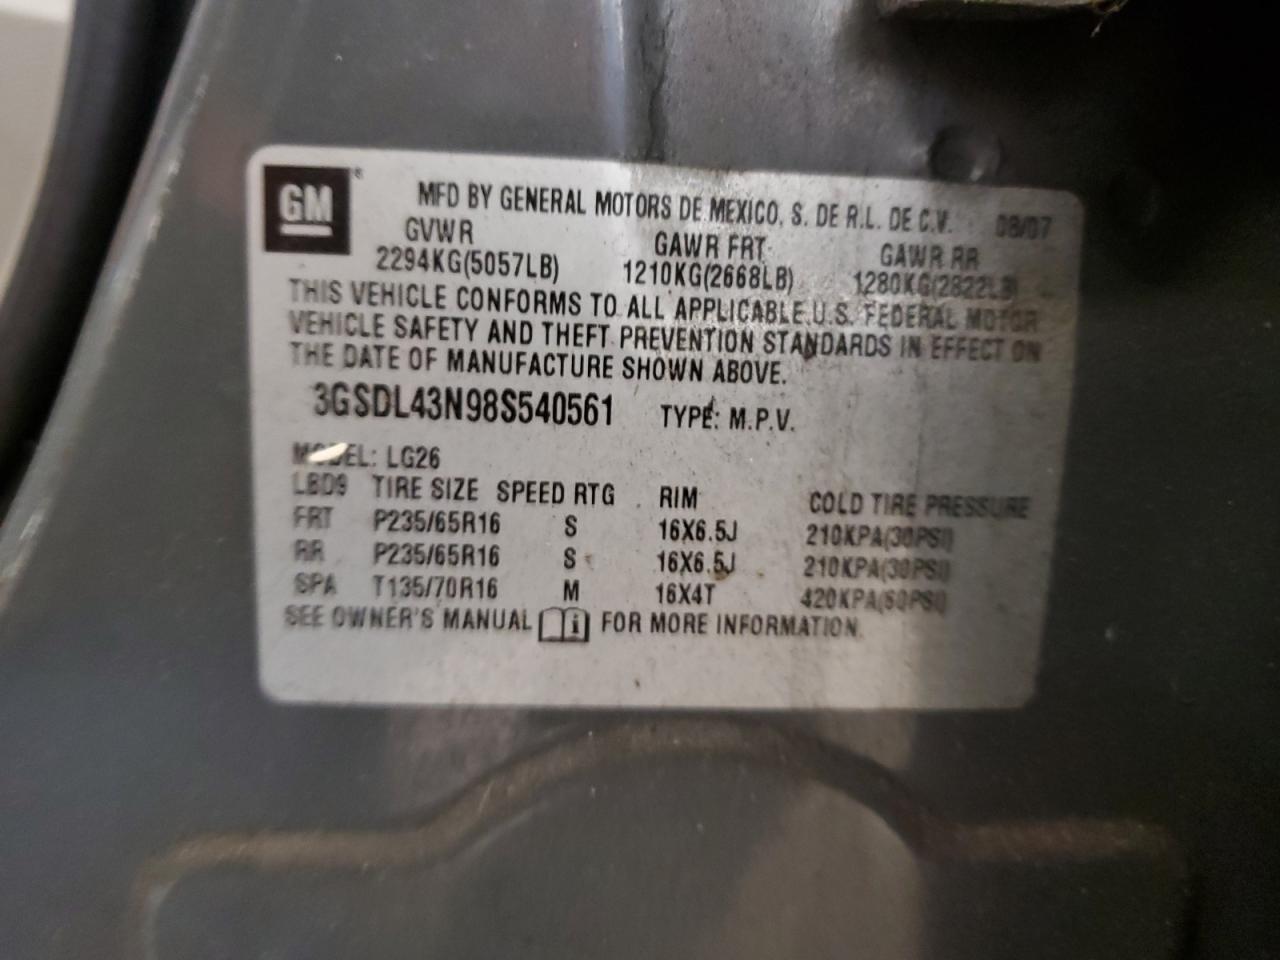 GM ® MFD BY GENERAL MOTORS DE MEXICO, S. DE R.L. DE C.V. 08/07
GVWR GAWR FRT GAWR RR
2294KG(5057LB) 1210KG(2668LB) 1280KG(2822LB)
THIS VEHICLE CONFORMS TO ALL APPLICABLE U.S. FEDERAL MOTOR
VEHICLE SAFETY AND THEFT PREVENTION STANDARDS IN EFFECT ON
THE DATE OF MANUFACTURE SHOWN ABOVE.
3GSDL43N98S540561 TYPE: M.P.V.
MODEL: LG26
LBD9 TIRE SIZE SPEED RTG RIM COLD TIRE PRESSURE
FRT P235/65R16 S 16X6.5J 210KPA(30PSI)
RR P235/65R16 S 16X6.5J 210KPA(30PSI)
SPA T135/70R16 M 16X4T 420KPA(60PSI)
SEE OWNER'S MANUAL i FOR MORE INFORMATION.